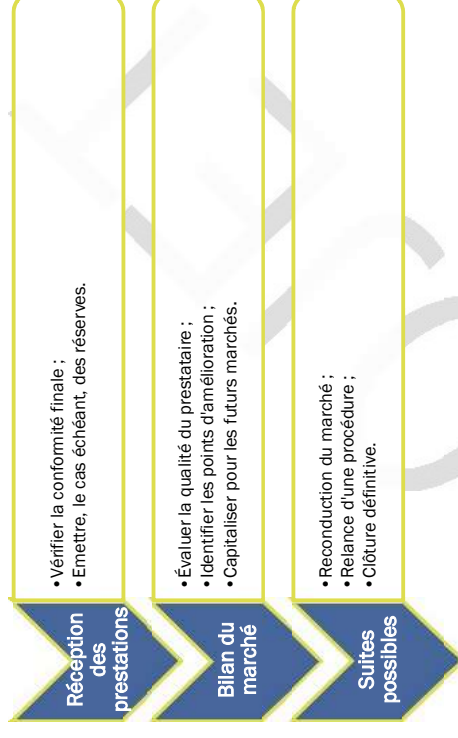 Réception
des
prestations
• Vérifier la conformité finale ;
• Emettre, le cas échéant, des réserves.
Bilan du
marché
• Évaluer la qualité du prestataire ;
• Identifier les points d'amélioration ;
• Capitaliser pour les futurs marchés.
Suites
possibles
• Reconduction du marché ;
• Relance d'une procédure ;
• Clôture définitive.